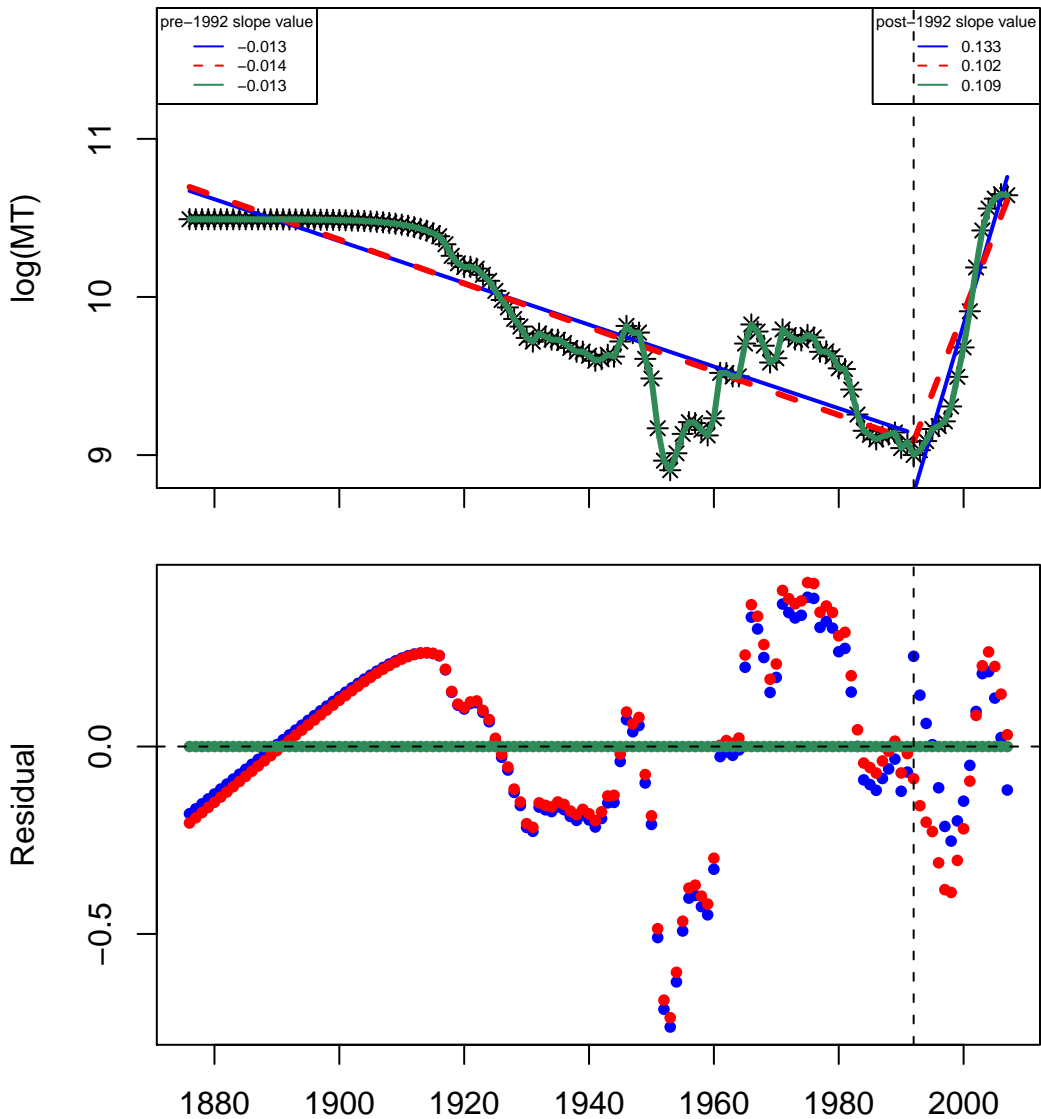 pre−1992 slope value
−0.013
−0.014
−0.013
post−1992 slope value
0.133
0.102
0.109
log(MT)
11
10
9
Residual
0.0
−0.5
1880 1900 1920 1940 1960 1980 2000